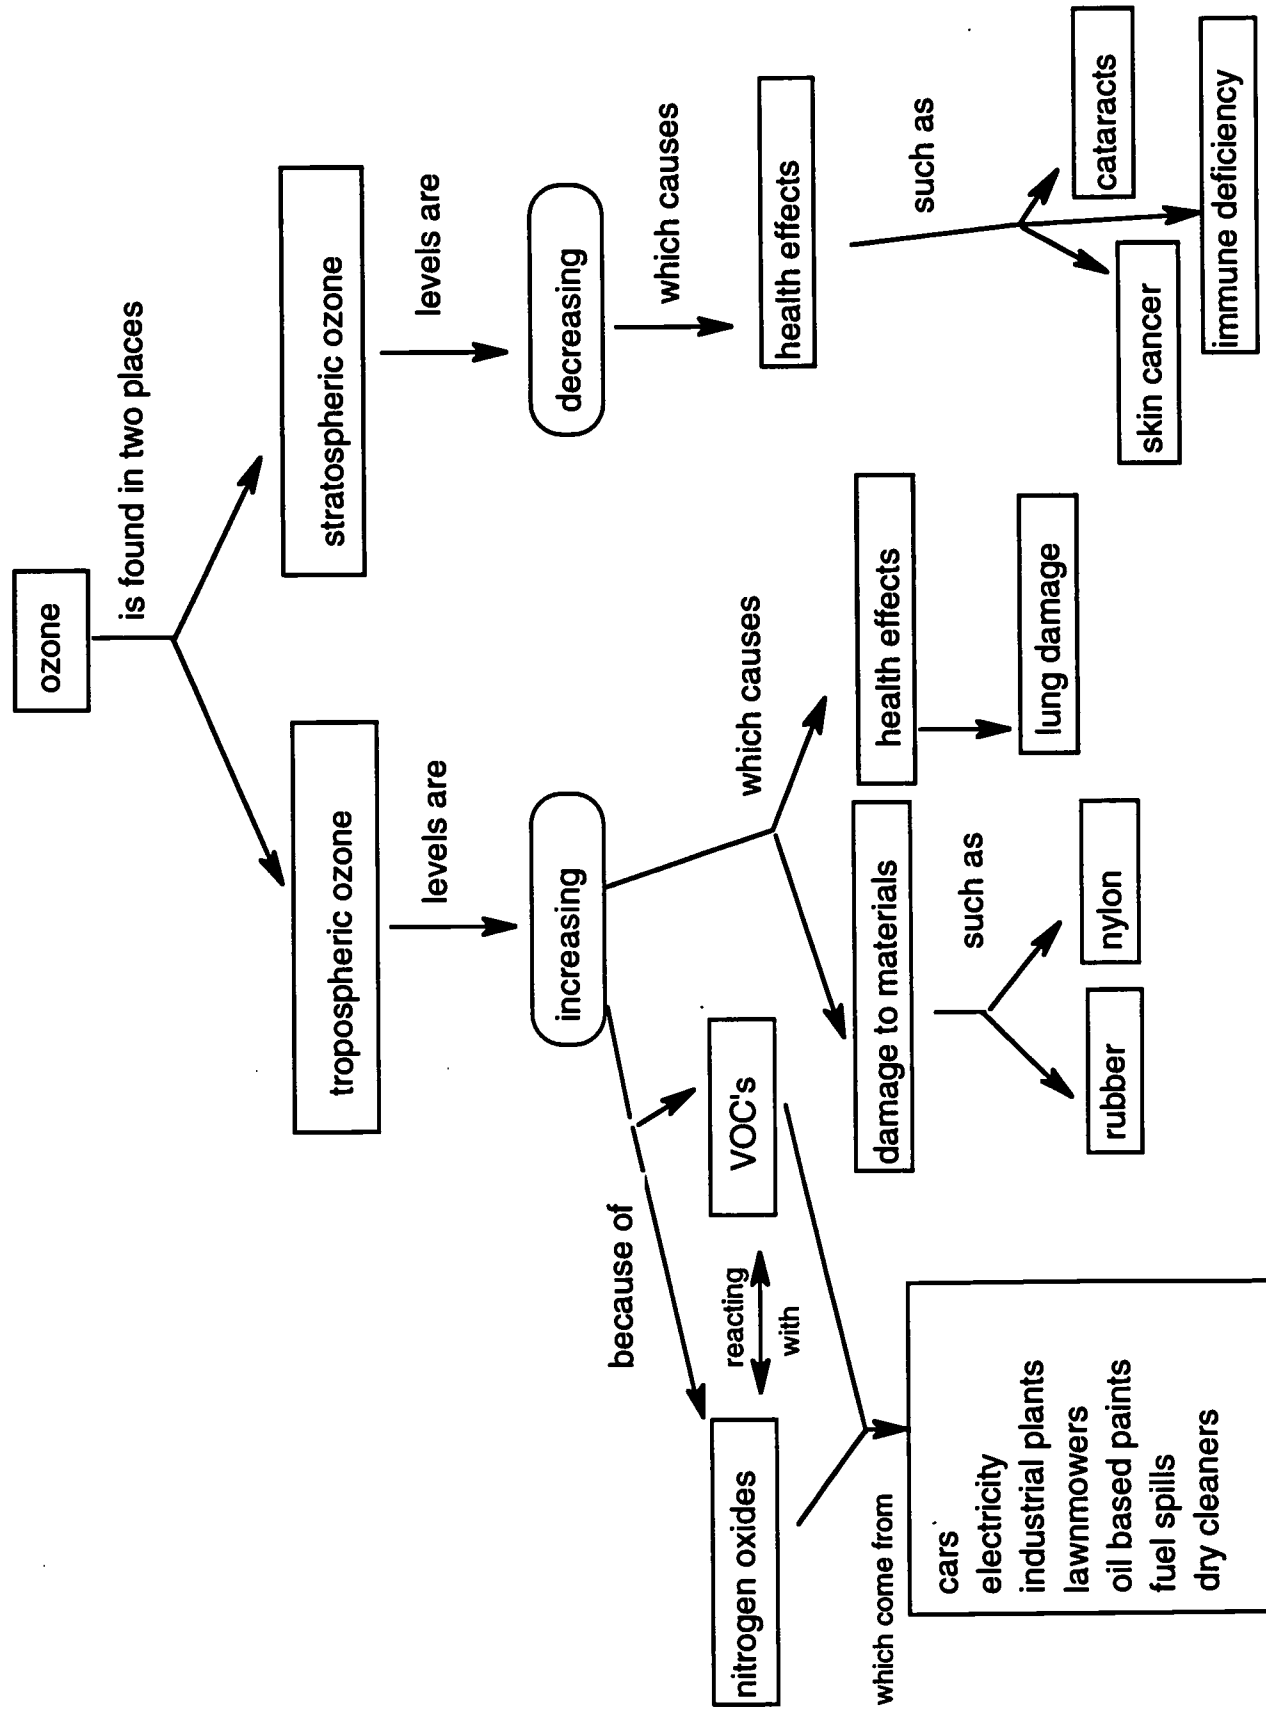 ozone
is found in two places
tropospheric ozone
stratospheric ozone
levels are
levels are
increasing
decreasing
because of
which causes
which causes
nitrogen oxides
reacting
with
VOC's
health effects
which come from
damage to materials
health effects
such as
such as
cars
electricity
industrial plants
lawnmowers
oil based paints
fuel spills
dry cleaners
rubber
nylon
lung damage
skin cancer
cataracts
immune deficiency